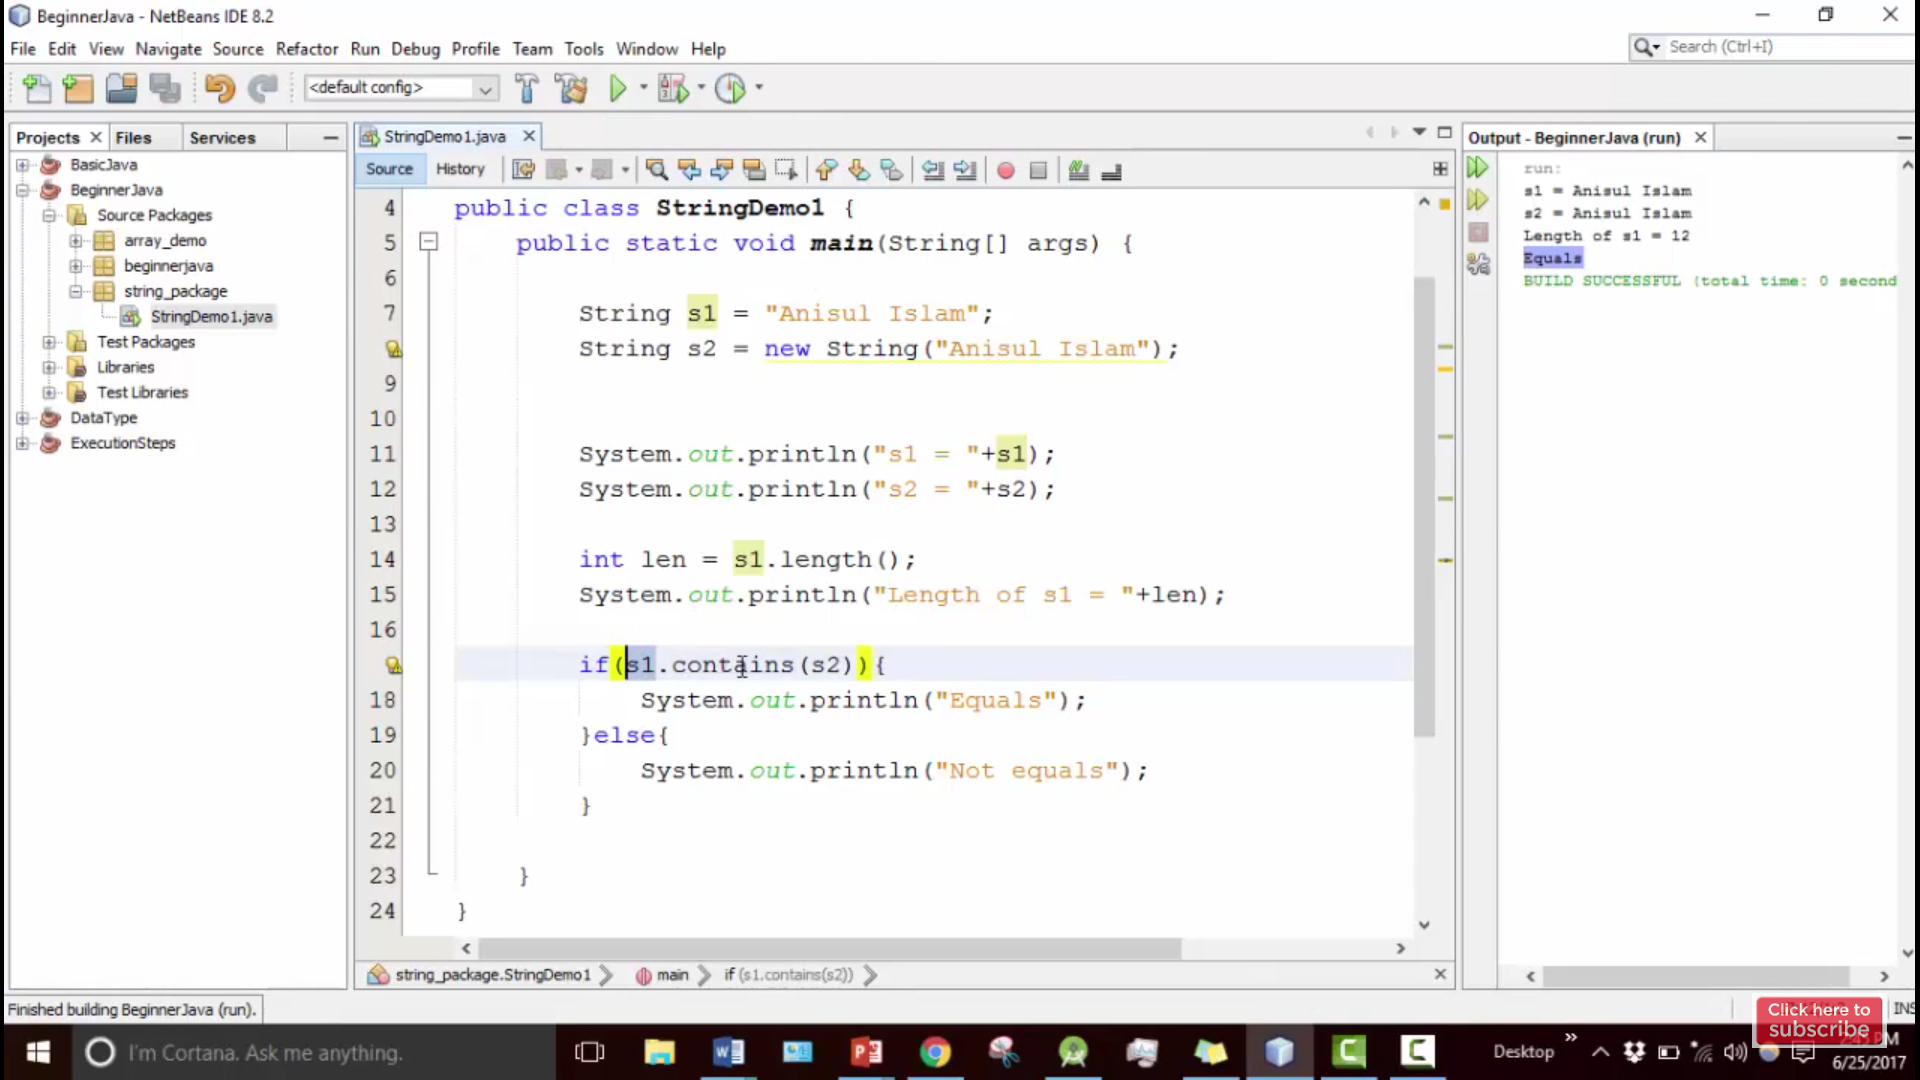 BeginnerJava - NetBeans IDE 8.2
File Edit View Navigate Source Refactor Run Debug Profile Team Tools Window Help
Search (Ctrl+I)
<default config>
Projects Files Services
BasicJava
BeginnerJava
Source Packages
array_demo
beginnerjava
string_package
StringDemo1.java
Test Packages
Libraries
Test Libraries
DataType
ExecutionSteps
StringDemo1.java
Source History
4 public class StringDemo1 {
5 public static void main(String[] args) {
6
7 String s1 = "Anisul Islam";
String s2 = new String("Anisul Islam");
9
10
11 System.out.println("s1 = "+s1);
12 System.out.println("s2 = "+s2);
13
14 int len = s1.length();
15 System.out.println("Length of s1 = "+len);
16
if(s1.contains(s2)){
18 System.out.println("Equals");
19 }else{
20 System.out.println("Not equals");
21 }
22
23 }
24 }
string_package.StringDemo1 main if (s1.contains(s2))
Output - BeginnerJava (run)
run:
s1 = Anisul Islam
s2 = Anisul Islam
Length of s1 = 12
Equals
BUILD SUCCESSFUL (total time: 0 second
Finished building BeginnerJava (run).
INS
Click here to
subscribe
I'm Cortana. Ask me anything.
Desktop
6/25/2017